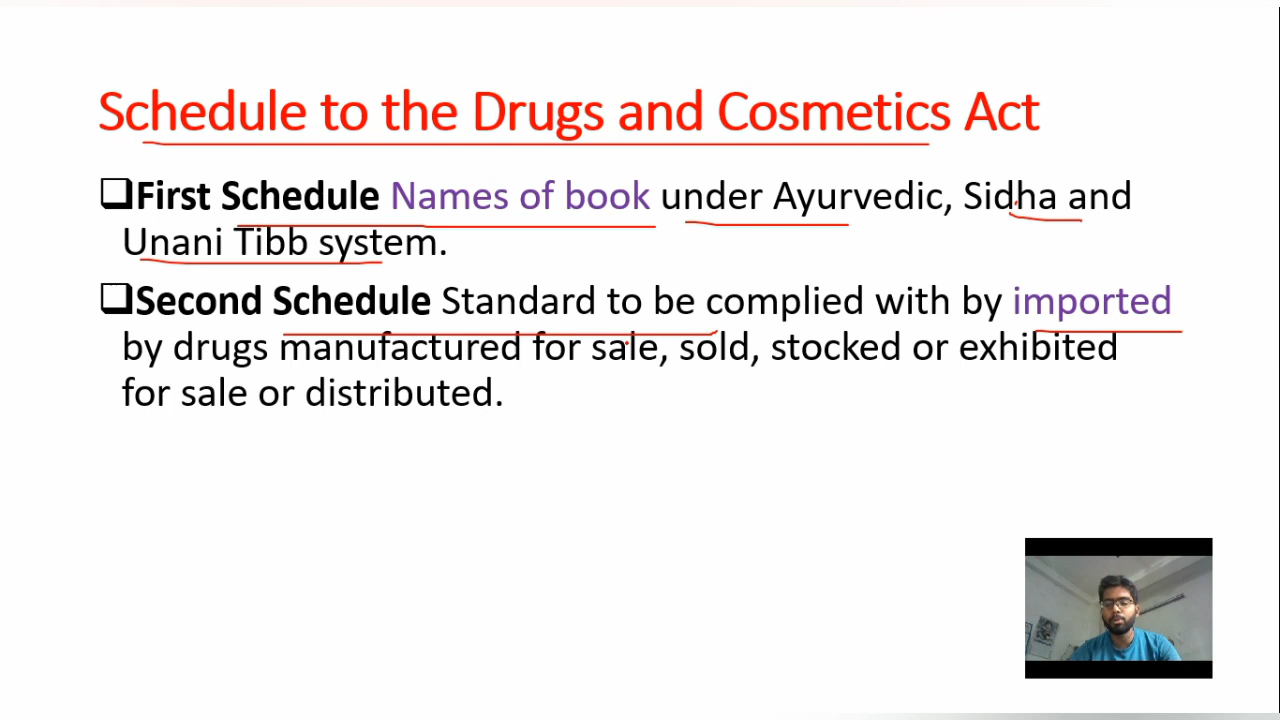 Schedule to the Drugs and Cosmetics Act
First Schedule Names of book under Ayurvedic, Sidha and
Unani Tibb system.
Second Schedule Standard to be complied with by imported
by drugs manufactured for sale, sold, stocked or exhibited
for sale or distributed.